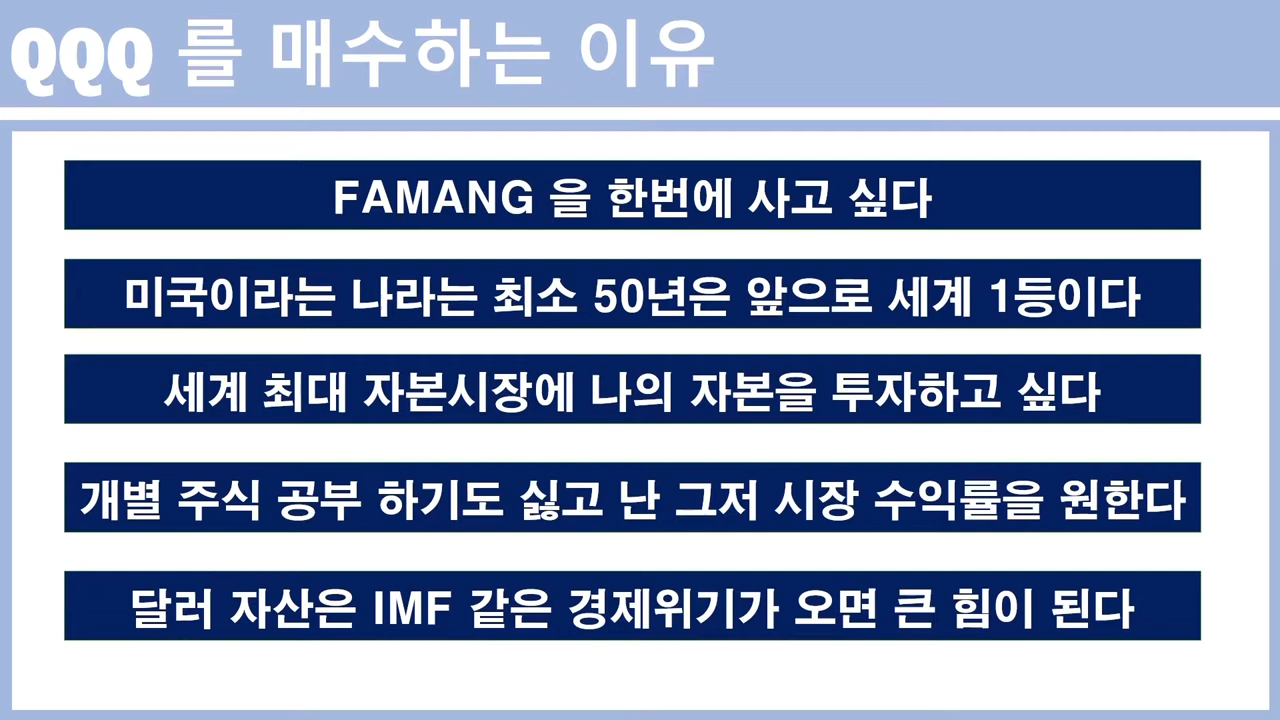 QQQ 를 매수하는 이유
FAMANG 을 한번에 사고 싶다
미국이라는 나라는 최소 50년은 앞으로 세계 1등이다
세계 최대 자본시장에 나의 자본을 투자하고 싶다
개별 주식 공부 하기도 싫고 난 그저 시장 수익률을 원한다
달러 자산은 IMF 같은 경제위기가 오면 큰 힘이 된다